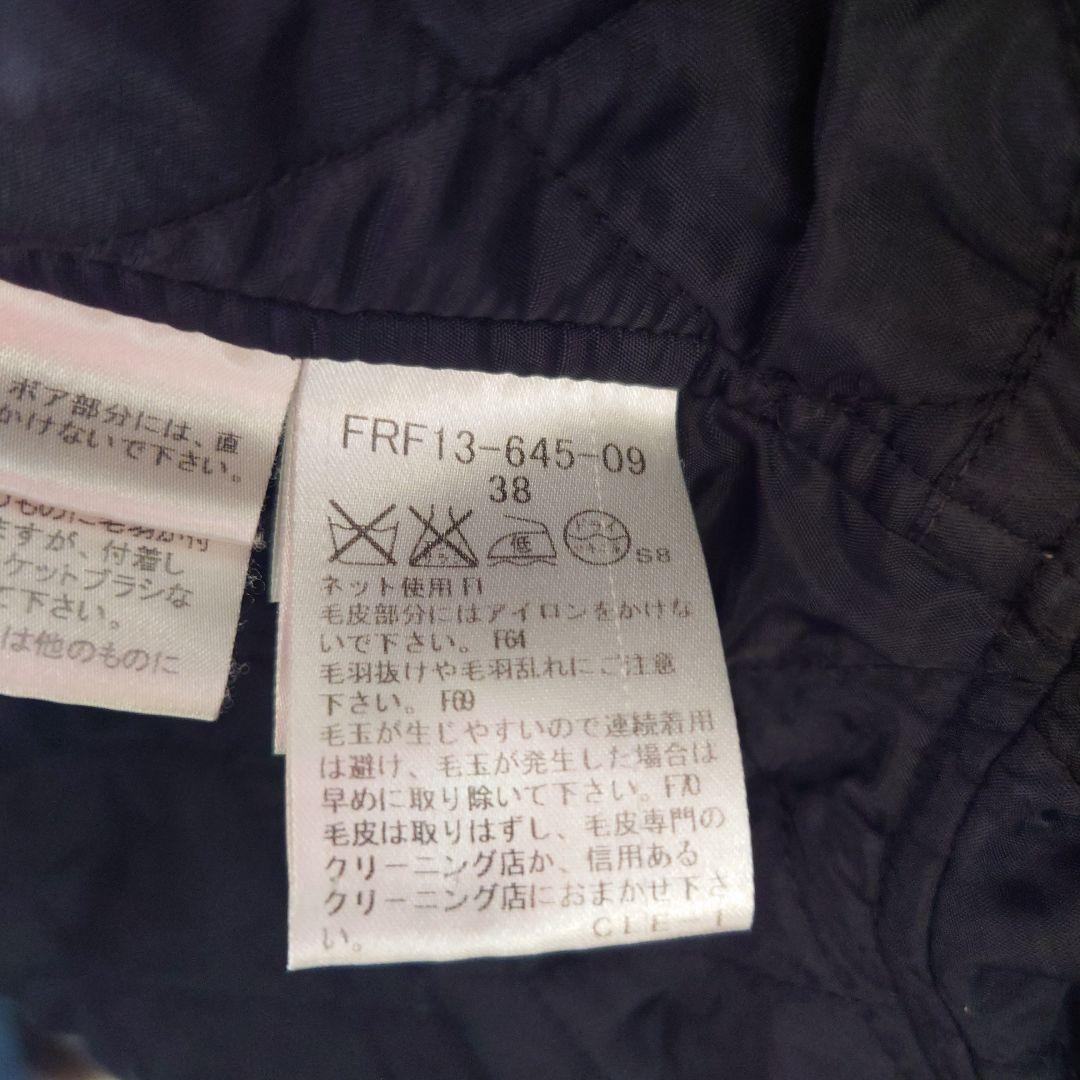 ボア部分には、直
かけないで下さい。
ますが、付着し
ケットブラシな
て下さい。
は他のものに
FRF13-645-09
38
低
ドライ
S8
ネット使用 F1
毛皮部分にはアイロンをかけな
いで下さい。 F64
毛羽抜けや毛羽乱れにご注意
下さい。 F69
毛玉が生じやすいので連続着用
は避け、毛玉が発生した場合は
早めに取り除いて下さい。F70
毛皮は取りはずし、毛皮専門の
クリーニング店か、信用ある
クリーニング店におまかせ下さ
い。
CLE-1